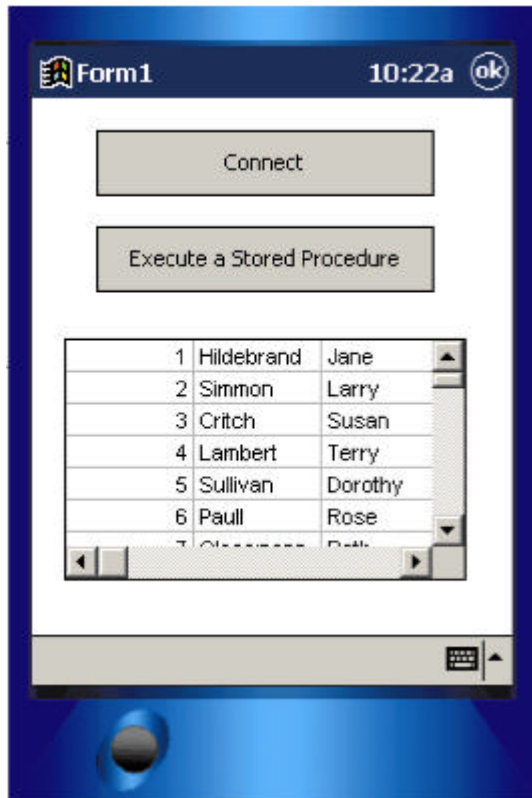 Form1 10:22a ok
Connect
Execute a Stored Procedure
1 Hildebrand Jane
2 Simmon Larry
3 Critch Susan
4 Lambert Terry
5 Sullivan Dorothy
6 Paull Rose